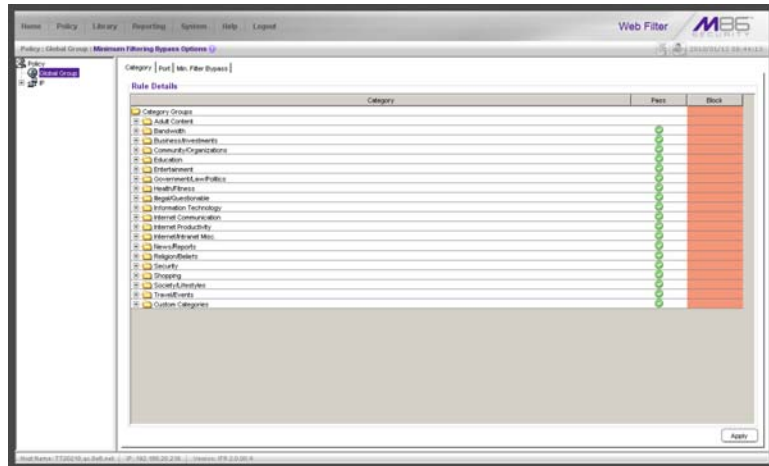 Home Policy Library Reporting System Help Logout
Web Filter
M86
SECURITY
Policy : Global Group : Minimum Filtering Bypass Options
Policy
Global Group
IP
Category Port Min. Filter Bypass
Rule Details
Category Pass Block
Category Groups
Adult Content
Bandwidth
Business/Investments
Community/Organizations
Education
Entertainment
Government/Law/Politics
Health/Fitness
Illegal/Questionable
Information Technology
Internet Communication
Internet Productivity
Internet/Intranet Misc.
News/Reports
Religion/Beliefs
Security
Shopping
Society/Lifestyles
Travel/Events
Custom Categories
Apply
Host Name: